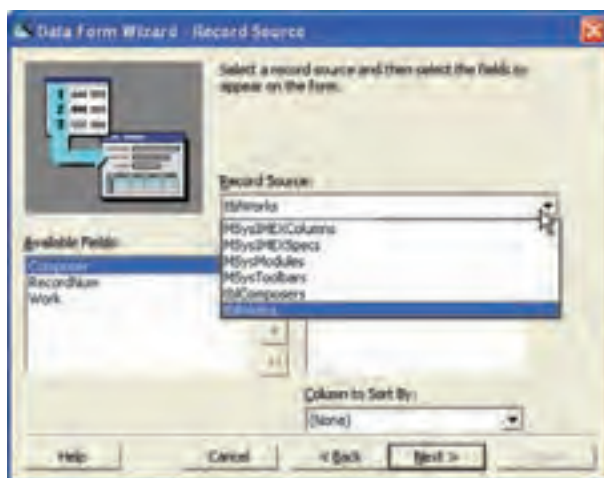 Data Form Wizard - Record Source
Select a record source and then select the fields to
appear on the form.
Record Source:
tblWorks
MSysIMEXColumns
MSysIMEXSpecs
MSysModules
MSysToolbars
tblComposers
tblWorks
Available Fields:
Composer
RecordNum
Work
Column to Sort By:
(None)
Help
Cancel
< Back
Next >